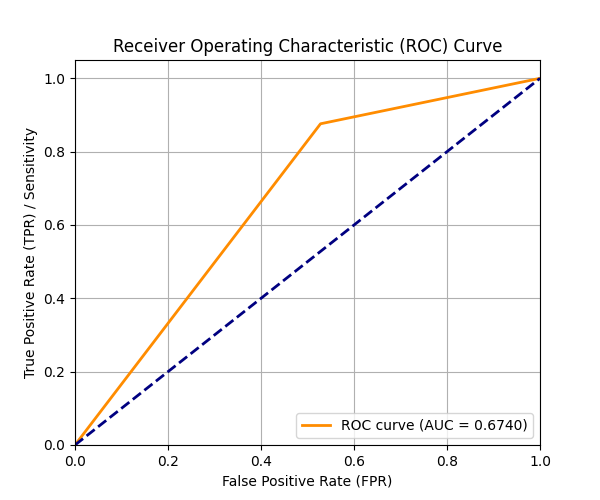 Receiver Operating Characteristic (ROC) Curve
True Positive Rate (TPR) / Sensitivity
1.0
0.8
0.6
0.4
0.2
0.0
ROC curve (AUC = 0.6740)
0.0 0.2 0.4 0.6 0.8 1.0
False Positive Rate (FPR)